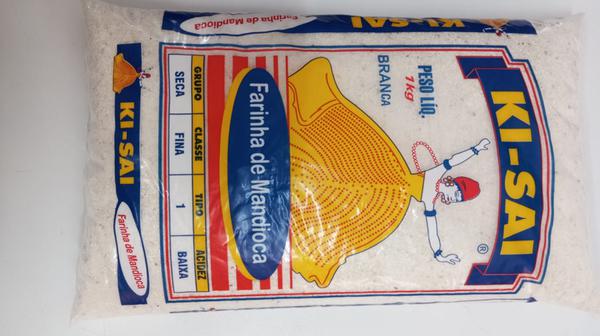 KI-SAI
®
PESO LÍQ.
1kg
BRANCA
Farinha de Mandioca
GRUPO CLASSE TIPO ACIDEZ
SECA FINA 1 BAIXA
KI-SAI
Farinha de Mandioca
Farinha de Mandioca
KI-SAI